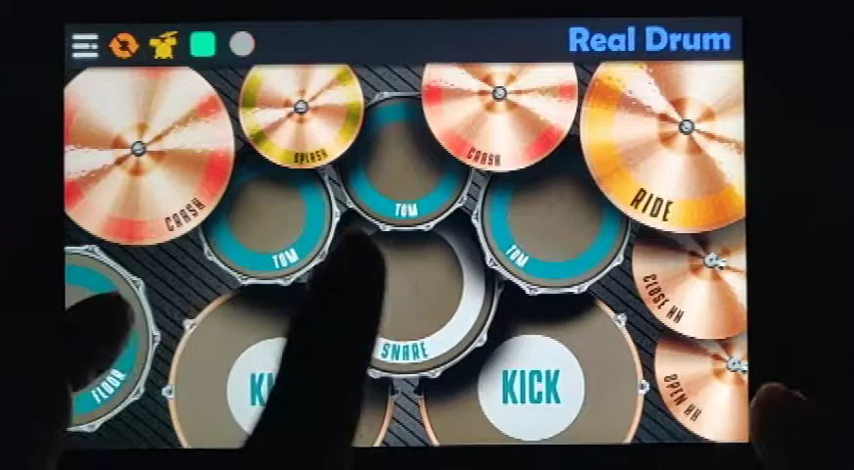 Real Drum
SPLASH
CRASH
CRASH
RIDE
TOM
TOM
TOM
CLOSE HH
SNARE
FLOOR
KICK
OPEN HH